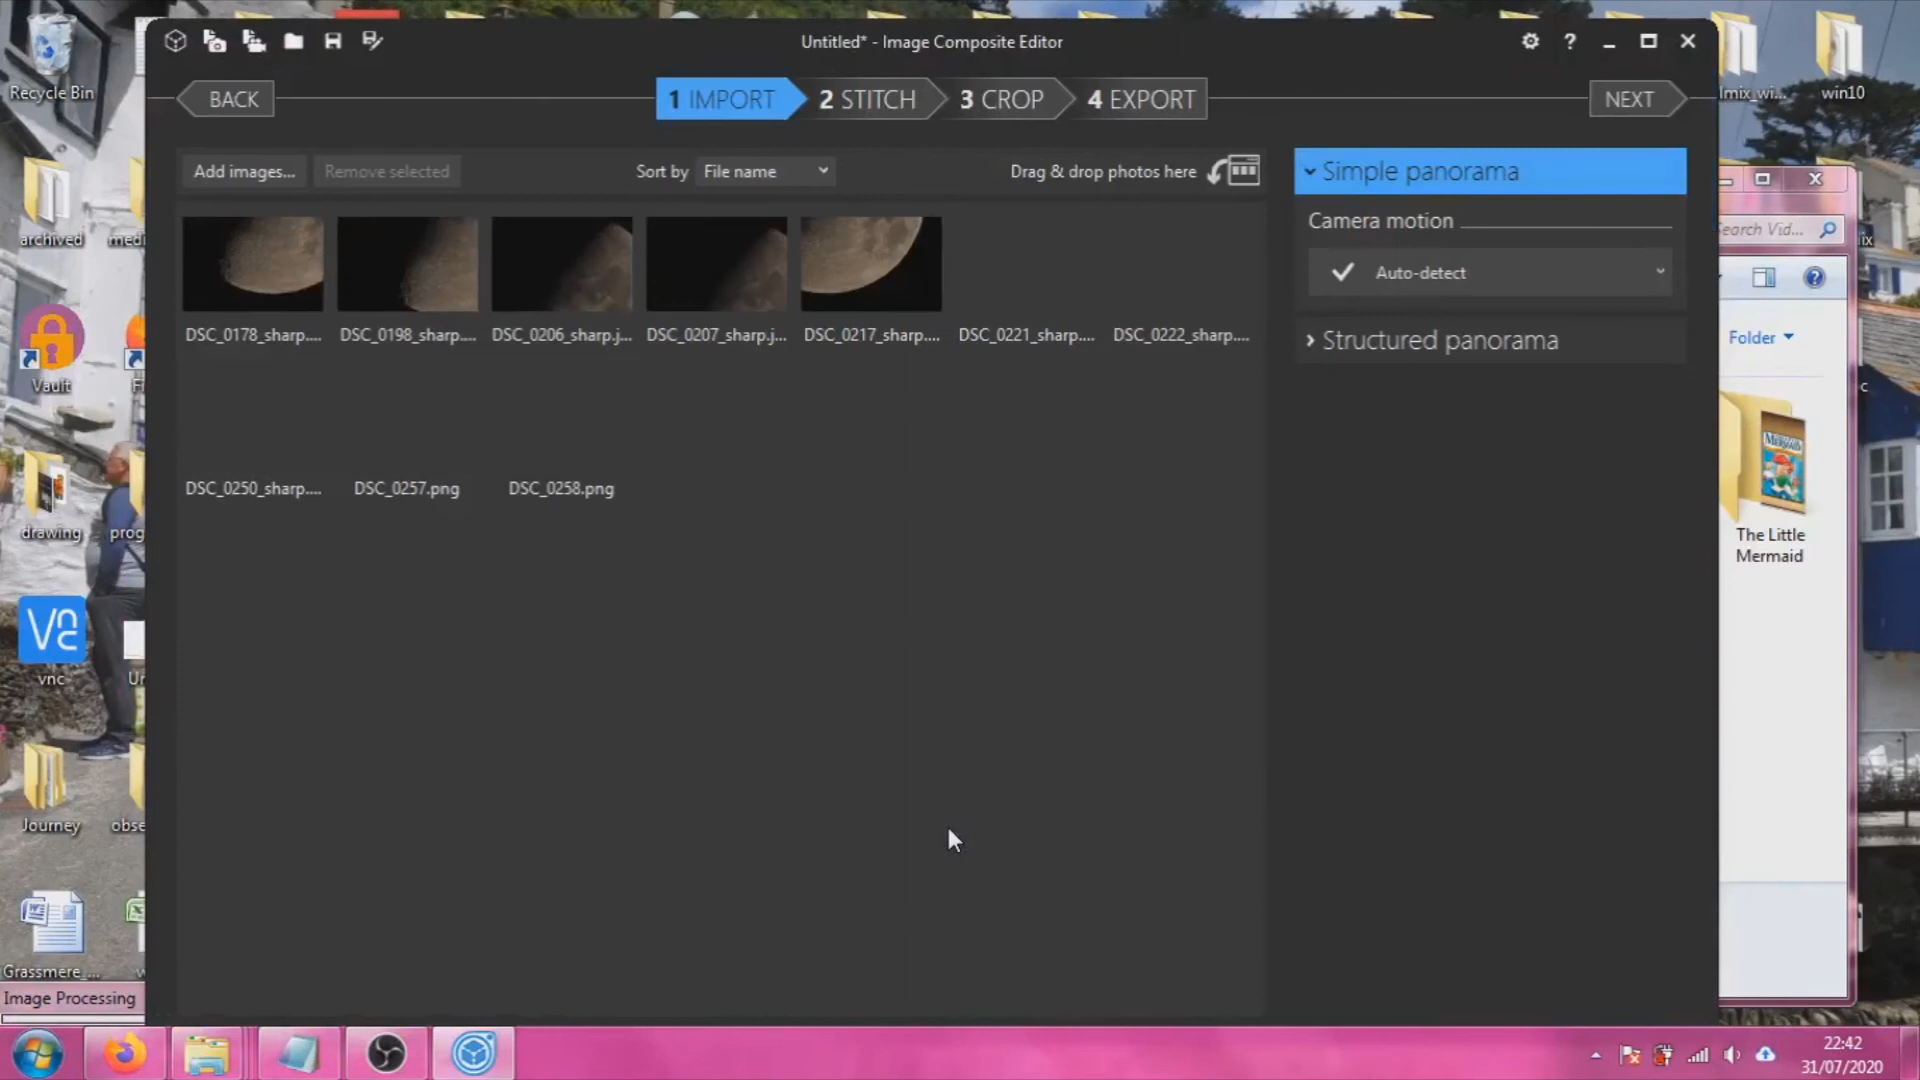 Untitled* - Image Composite Editor
BACK
1 IMPORT
2 STITCH
3 CROP
4 EXPORT
NEXT
Add images...
Remove selected
Sort by
File name
Drag & drop photos here
Simple panorama
Camera motion
Auto-detect
Structured panorama
DSC_0178_sharp....
DSC_0198_sharp....
DSC_0206_sharp.j...
DSC_0207_sharp.j...
DSC_0217_sharp....
DSC_0221_sharp....
DSC_0222_sharp....
DSC_0250_sharp....
DSC_0257.png
DSC_0258.png
Recycle Bin
archived
Vault
drawing
vnc
Journey
Grassmere_...
Image Processing
win10
Folder
The Little
Mermaid
22:42
31/07/2020